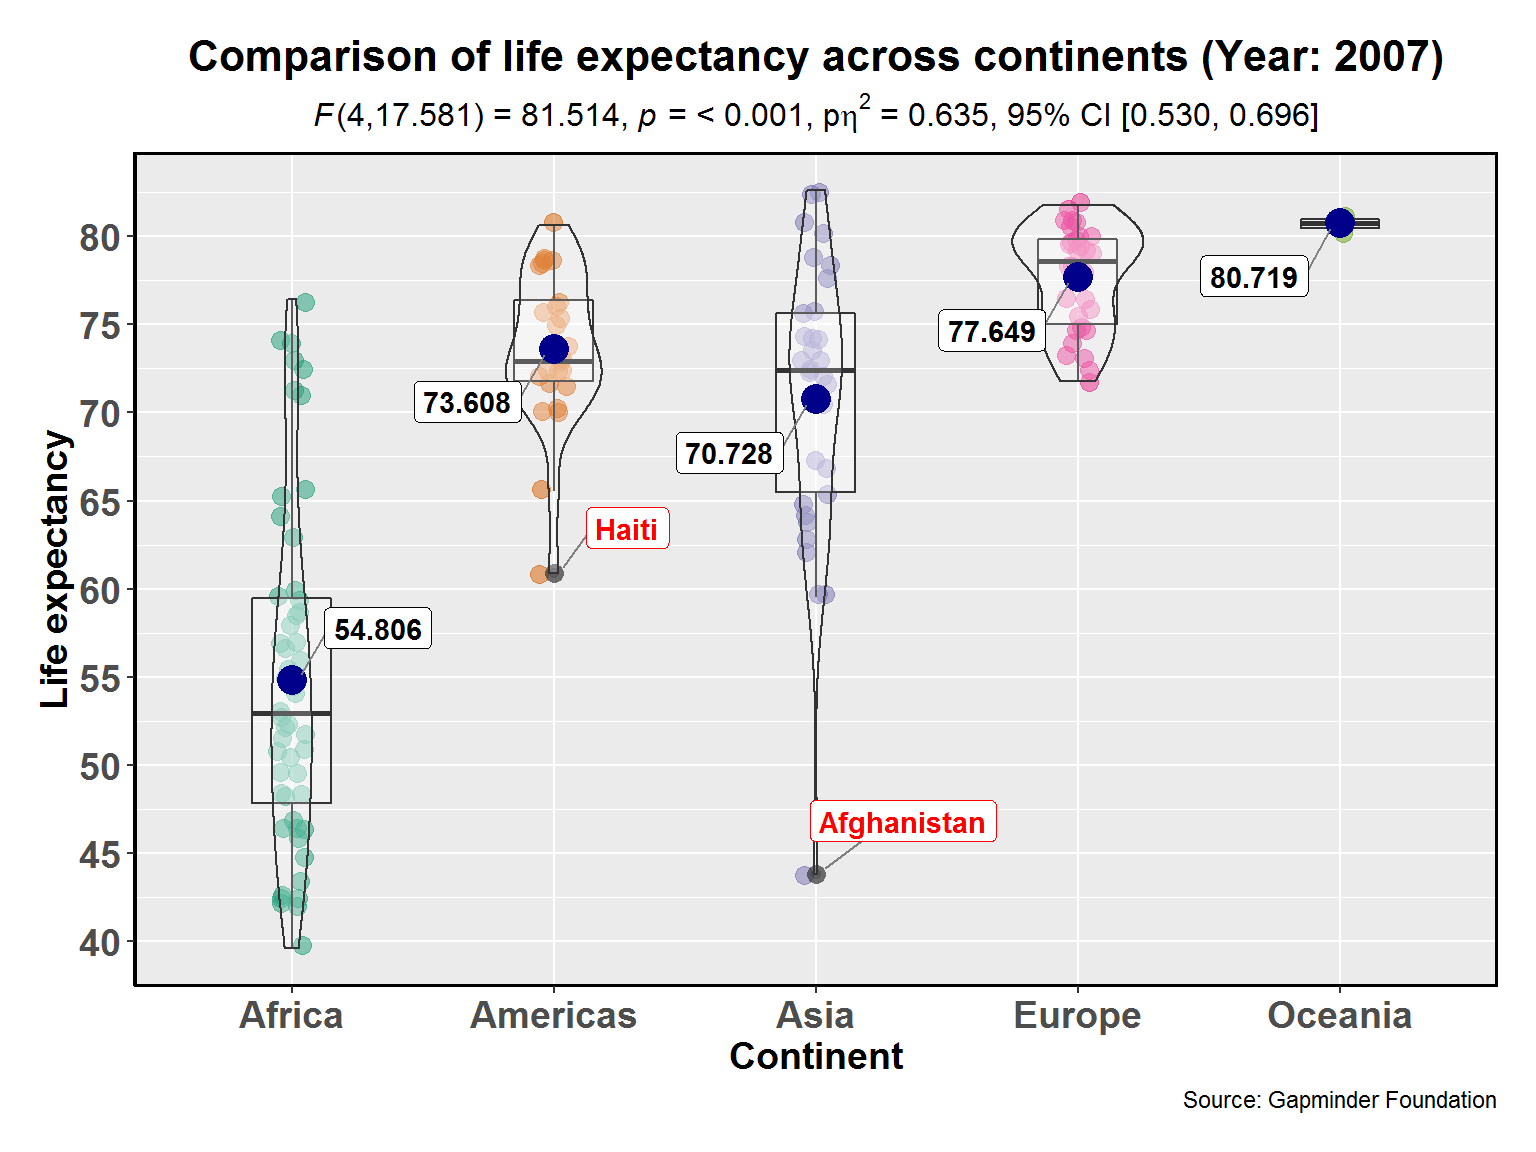 Comparison of life expectancy across continents (Year: 2007)
F(4,17.581) = 81.514, p = < 0.001, pη² = 0.635, 95% CI [0.530, 0.696]
Life expectancy
80
75
70
65
60
55
50
45
40
80.719
77.649
73.608
70.728
Haiti
54.806
Afghanistan
Africa
Americas
Asia
Europe
Oceania
Continent
Source: Gapminder Foundation